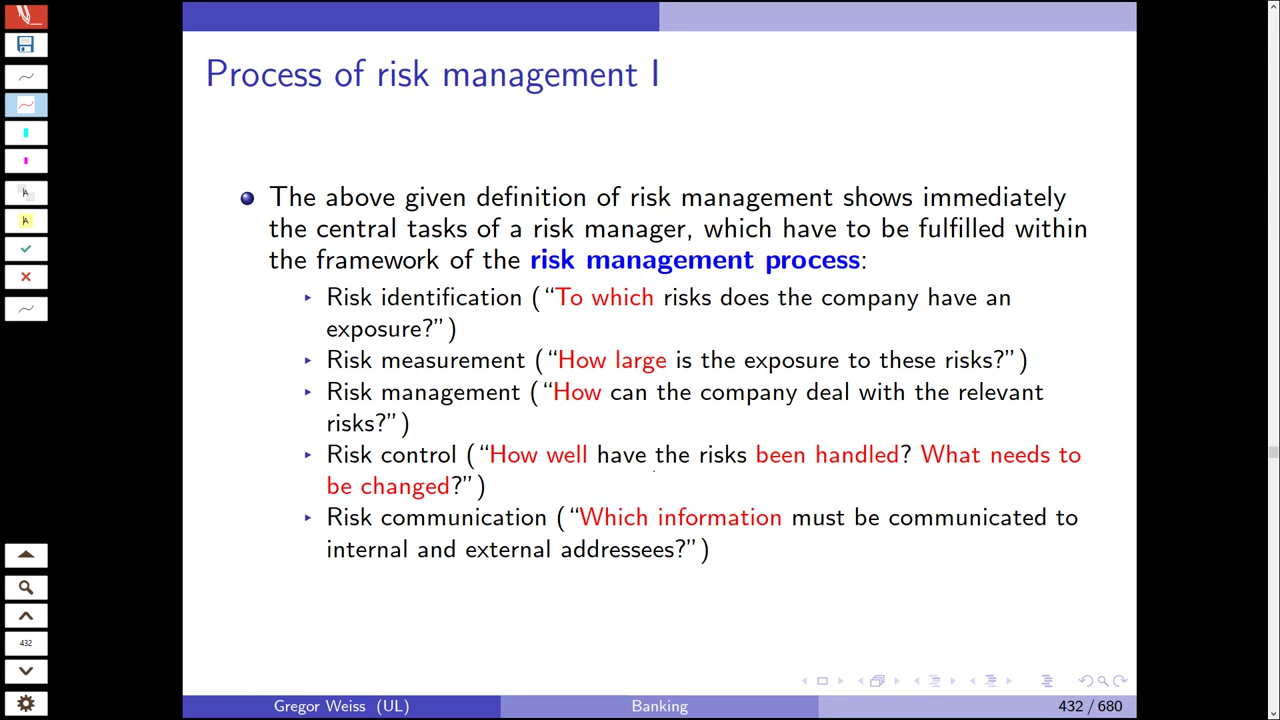 Process of risk management I
The above given definition of risk management shows immediately
the central tasks of a risk manager, which have to be fulfilled within
the framework of the risk management process:
Risk identification (“To which risks does the company have an
exposure?”)
Risk measurement (“How large is the exposure to these risks?”)
Risk management (“How can the company deal with the relevant
risks?”)
Risk control (“How well have the risks been handled? What needs to
be changed?”)
Risk communication (“Which information must be communicated to
internal and external addressees?”)
432
Gregor Weiss (UL) Banking 432 / 680